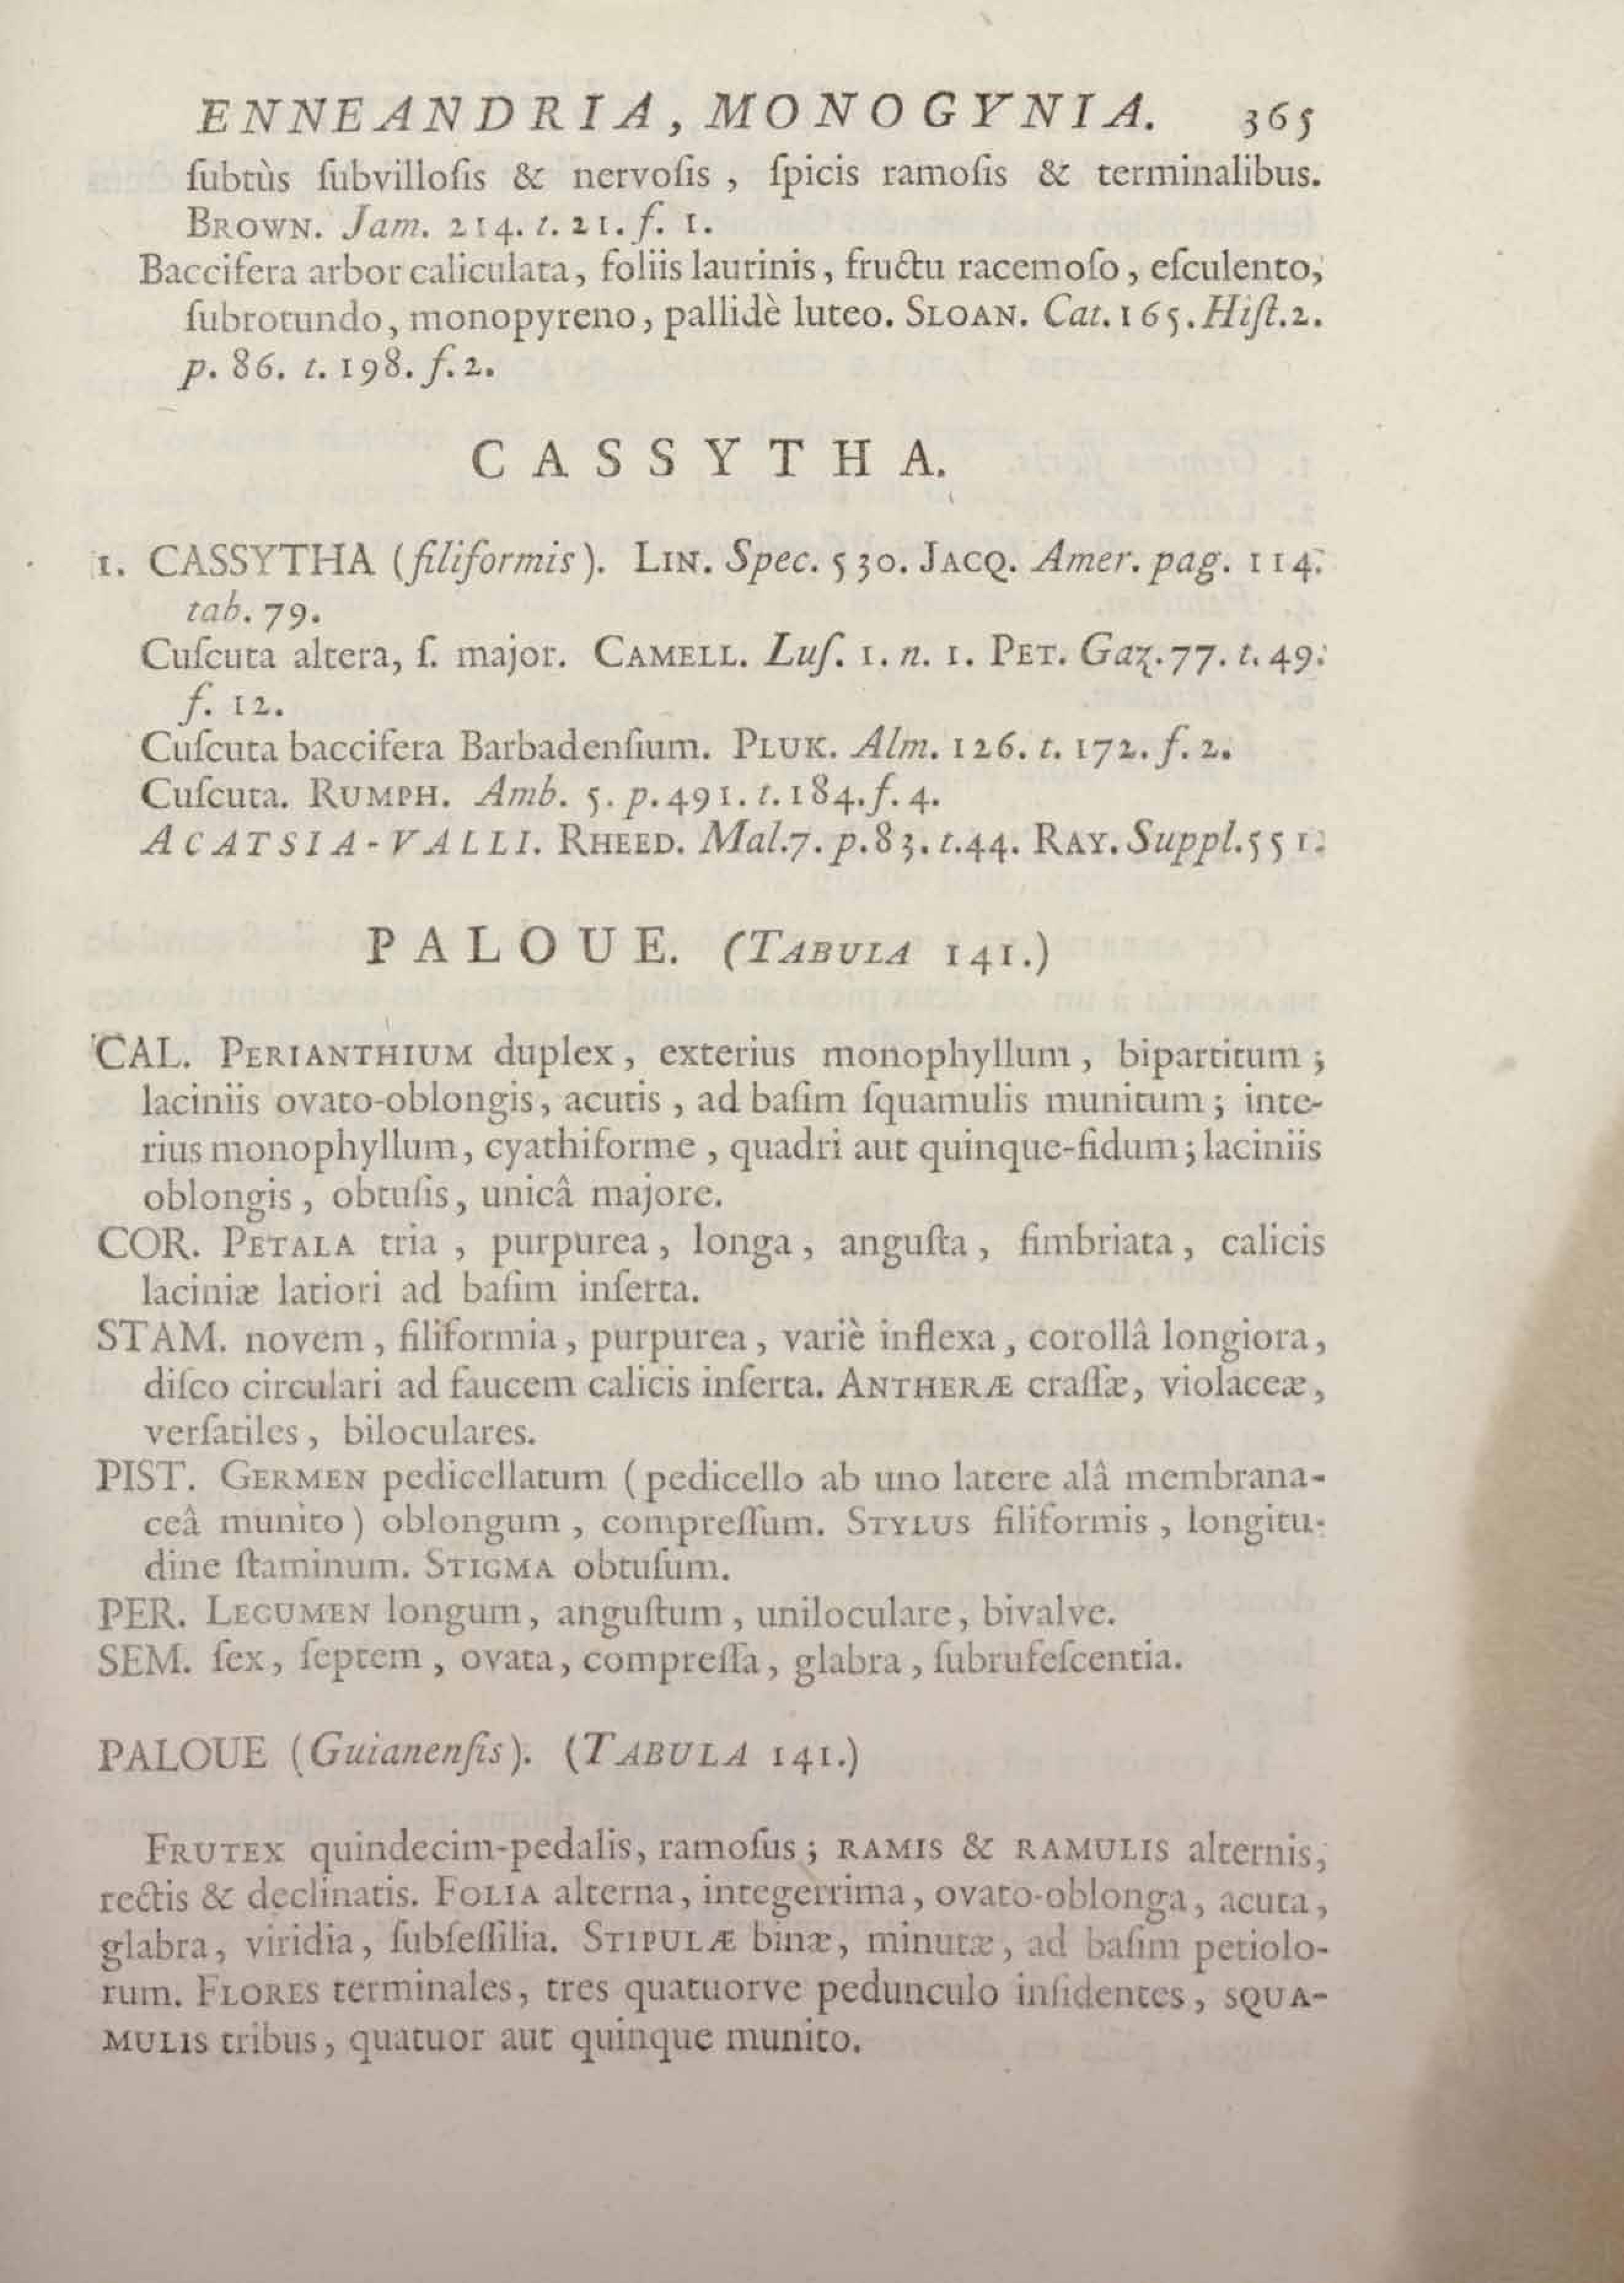 ENNEANDRIA, MONOGYNIA. 365
ſubtùs ſubvilloſis & nervoſis, ſpicis ramoſis & terminalibus.
BROWN. Jam. 214. t. 21. f. 1.
Baccifera arbor caliculata, foliis laurinis, fructu racemoſo, eſculento,
ſubrotundo, monopyreno, pallidè luteo. SLOAN. Cat. 165. Hiſt. 2.
p. 86. t. 198. f. 2.
CASSYTHA.
1. CASSYTHA (filiformis). LIN. Spec. 530. JACQ. Amer. pag. 114.
tab. 79.
Cuſcuta altera, ſ. major. CAMELL. Luſ. 1. n. 1. PET. Gaz. 77. t. 49.
f. 12.
Cuſcuta baccifera Barbadenſium. PLUK. Alm. 126. t. 172. f. 2.
Cuſcuta. RUMPH. Amb. 5. p. 491. t. 184. f. 4.
ACATSIA-VALLI. RHEED. Mal. 7. p. 83. t. 44. RAY. Suppl. 551.
PALOUE. (TABULA 141.)
CAL. PERIANTHIUM duplex, exterius monophyllum, bipartitum;
laciniis ovato-oblongis, acutis, ad baſim ſquamulis munitum; inte-
rius monophyllum, cyathiforme, quadri aut quinque-fidum; laciniis
oblongis, obtuſis, unicâ majore.
COR. PETALA tria, purpurea, longa, anguſta, fimbriata, calicis
laciniæ latiori ad baſim inſerta.
STAM. novem, filiformia, purpurea, variè inflexa, corollâ longiora,
diſco circulari ad faucem calicis inſerta. ANTHERÆ craſſæ, violaceæ,
verſatiles, biloculares.
PIST. GERMEN pedicellatum (pedicello ab uno latere alâ membrana-
ceâ munito) oblongum, compreſſum. STYLUS filiformis, longitu-
dine ſtaminum. STIGMA obtuſum.
PER. LEGUMEN longum, anguſtum, uniloculare, bivalve.
SEM. ſex, ſeptem, ovata, compreſſa, glabra, ſubrufeſcentia.
PALOUE (Guianenſis). (TABULA 141.)
FRUTEX quindecim-pedalis, ramoſus; RAMIS & RAMULIS alternis,
rectis & declinatis. FOLIA alterna, integerrima, ovato-oblonga, acuta,
glabra, viridia, ſubſeſſilia. STIPULÆ binæ, minutæ, ad baſim petiolo-
rum. FLORES terminales, tres quatuorve pedunculo inſidentes, SQUA-
MULIS tribus, quatuor aut quinque munito.